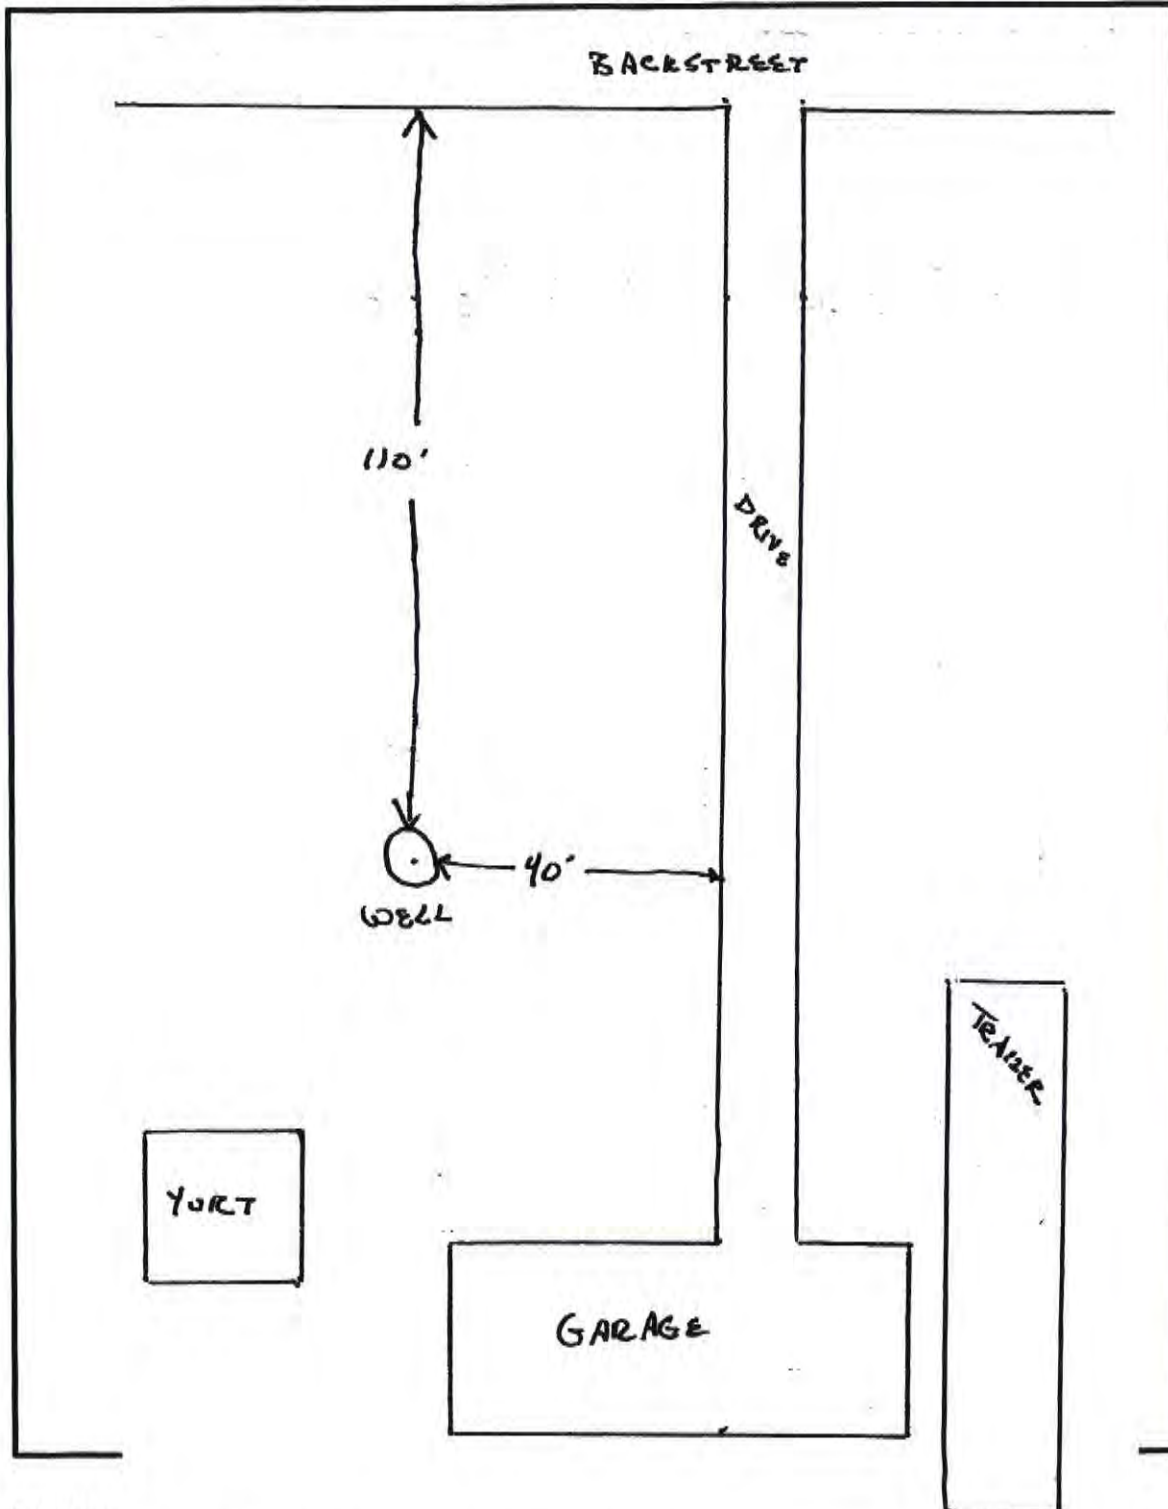 BACKSTREET
110'
DRIVE
40'
WELL
TRAILER
YURT
GARAGE